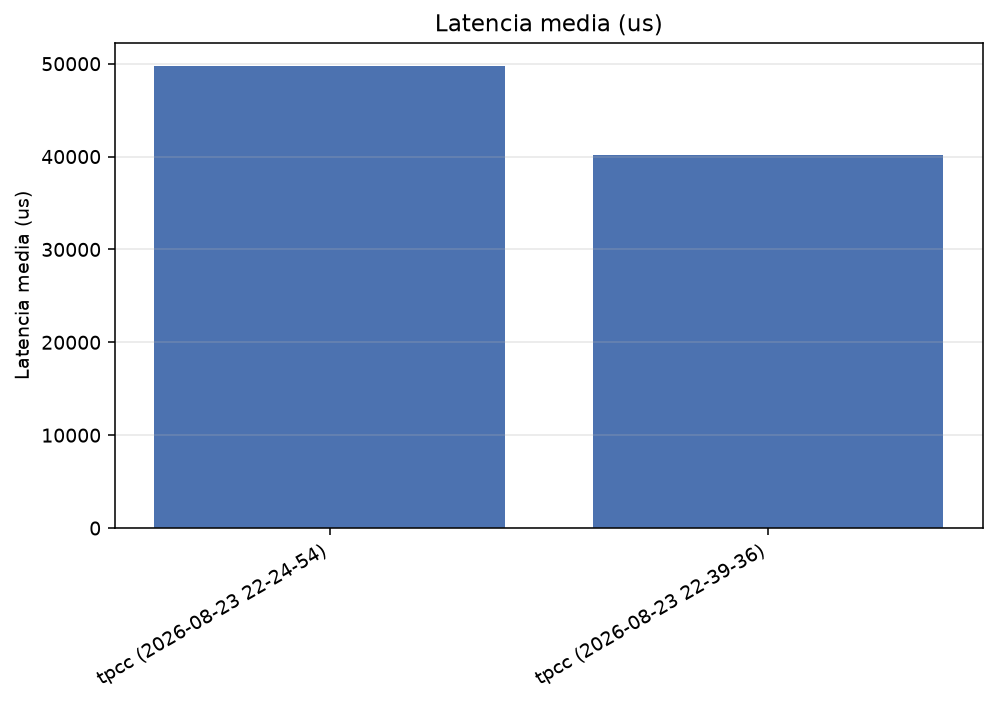 Latencia media (us)
Latencia media (us)
50000
40000
30000
20000
10000
0
tpcc (2026-08-23 22-24-54)
tpcc (2026-08-23 22-39-36)